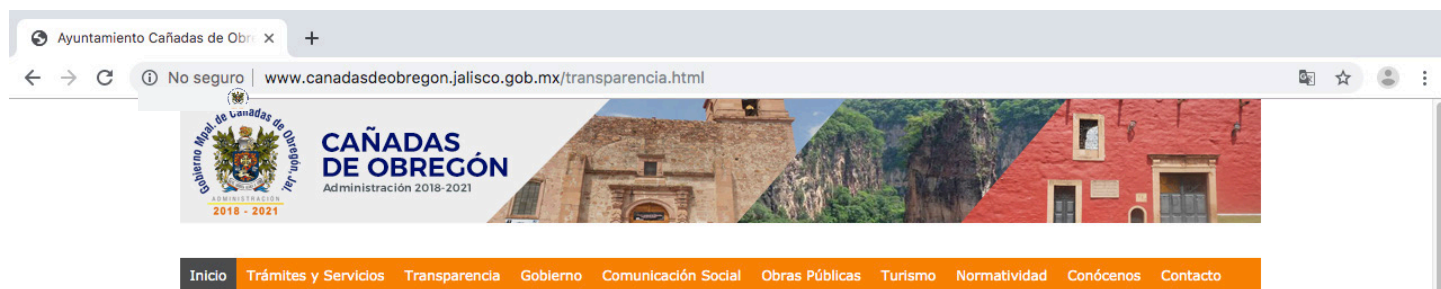 Ayuntamiento Cañadas de Obre
No seguro www.canadasdeobregon.jalisco.gob.mx/transparencia.html
Gobierno Mpal. de Cañadas de Obregón, Jal.
ADMINISTRACIÓN
2018 - 2021
CAÑADAS
DE OBREGÓN
Administración 2018-2021
Inicio Trámites y Servicios Transparencia Gobierno Comunicación Social Obras Públicas Turismo Normatividad Conócenos Contacto